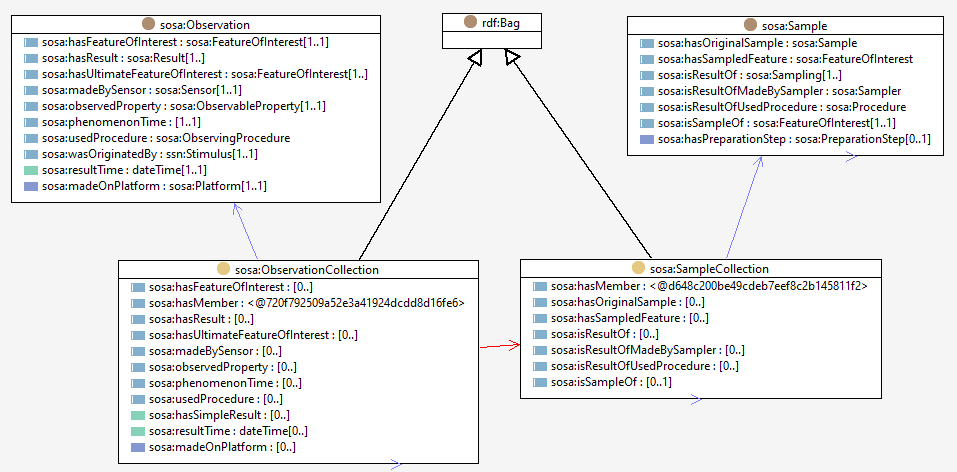 sosa:Observation
sosa:hasFeatureOfInterest : sosa:FeatureOfInterest[1..1]
sosa:hasResult : sosa:Result[1..]
sosa:hasUltimateFeatureOfInterest : sosa:FeatureOfInterest[1..]
sosa:madeBySensor : sosa:Sensor[1..1]
sosa:observedProperty : sosa:ObservableProperty[1..1]
sosa:phenomenonTime : [1..1]
sosa:usedProcedure : sosa:ObservingProcedure
sosa:wasOriginatedBy : ssn:Stimulus[1..1]
sosa:resultTime : dateTime[1..1]
sosa:madeOnPlatform : sosa:Platform[1..1]
rdf:Bag
sosa:Sample
sosa:hasOriginalSample : sosa:Sample
sosa:hasSampledFeature : sosa:FeatureOfInterest
sosa:isResultOf : sosa:Sampling[1..]
sosa:isResultOfMadeBySampler : sosa:Sampler
sosa:isResultOfUsedProcedure : sosa:Procedure
sosa:isSampleOf : sosa:FeatureOfInterest[1..1]
sosa:hasPreparationStep : sosa:PreparationStep[0..1]
sosa:ObservationCollection
sosa:hasFeatureOfInterest : [0..]
sosa:hasMember : <@720f792509a52e3a41924dcdd8d16fe6>
sosa:hasResult : [0..]
sosa:hasUltimateFeatureOfInterest : [0..]
sosa:madeBySensor : [0..]
sosa:observedProperty : [0..]
sosa:phenomenonTime : [0..]
sosa:usedProcedure : [0..]
sosa:hasSimpleResult : [0..]
sosa:resultTime : dateTime[0..]
sosa:madeOnPlatform : [0..]
sosa:SampleCollection
sosa:hasMember : <@d648c200be49cdeb7eef8c2b145811f2>
sosa:hasOriginalSample : [0..]
sosa:hasSampledFeature : [0..]
sosa:isResultOf : [0..]
sosa:isResultOfMadeBySampler : [0..]
sosa:isResultOfUsedProcedure : [0..]
sosa:isSampleOf : [0..1]